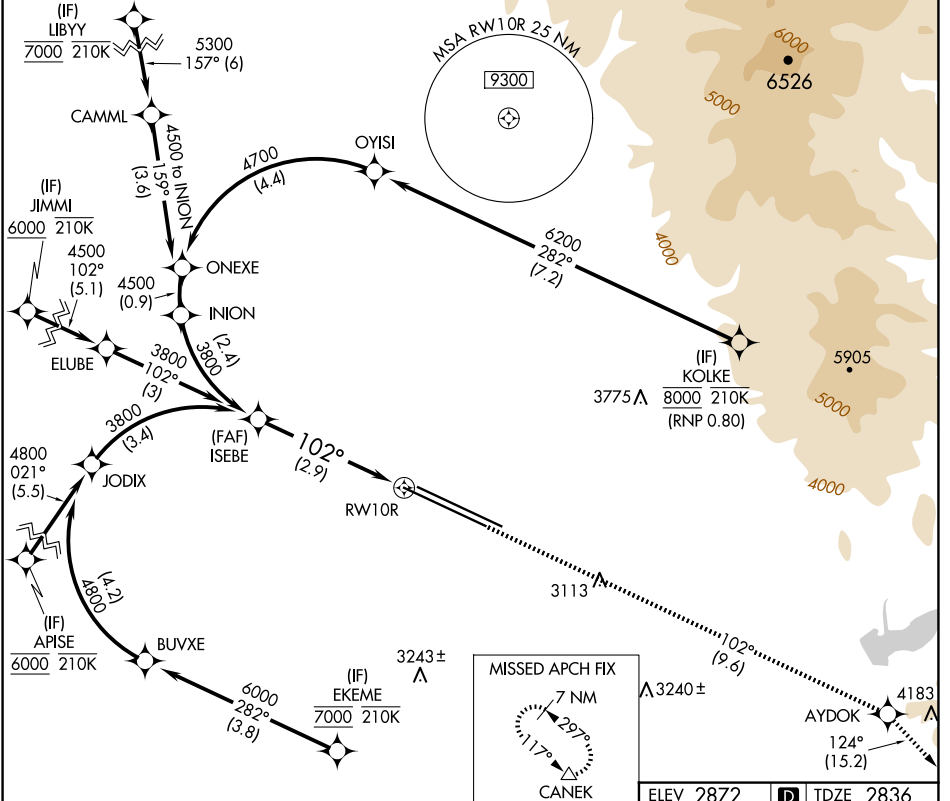 (IF)
LIBYY
7000 210K
5300
157° (6)
MSA RW10R 25 NM
9300
6000
6526
5000
CAMML
4500 to INION
159°
(3.6)
OYISI
4700
(4.4)
(IF)
JIMMI
6000 210K
4500
102°
(5.1)
ONEXE
4500
(0.9)
INION
6200
282°
(7.2)
4000
ELUBE
3800
102°
(3)
(2.4)
3800
(IF)
KOLKE
8000 210K
(RNP 0.80)
3775
5905
5000
4000
3800
(3.4)
(FAF)
ISEBE
102°
(2.9)
4800
021°
(5.5)
JODIX
RW10R
(4.2)
4800
3113
(IF)
APISE
6000 210K
BUVXE
102°
(9.6)
6000
282°
(3.8)
(IF)
EKEME
7000 210K
3243±
MISSED APCH FIX
7 NM
297°
117°
CANEK
3240±
AYDOK
4183
124°
(15.2)
ELEV 2872
D
TDZE 2836